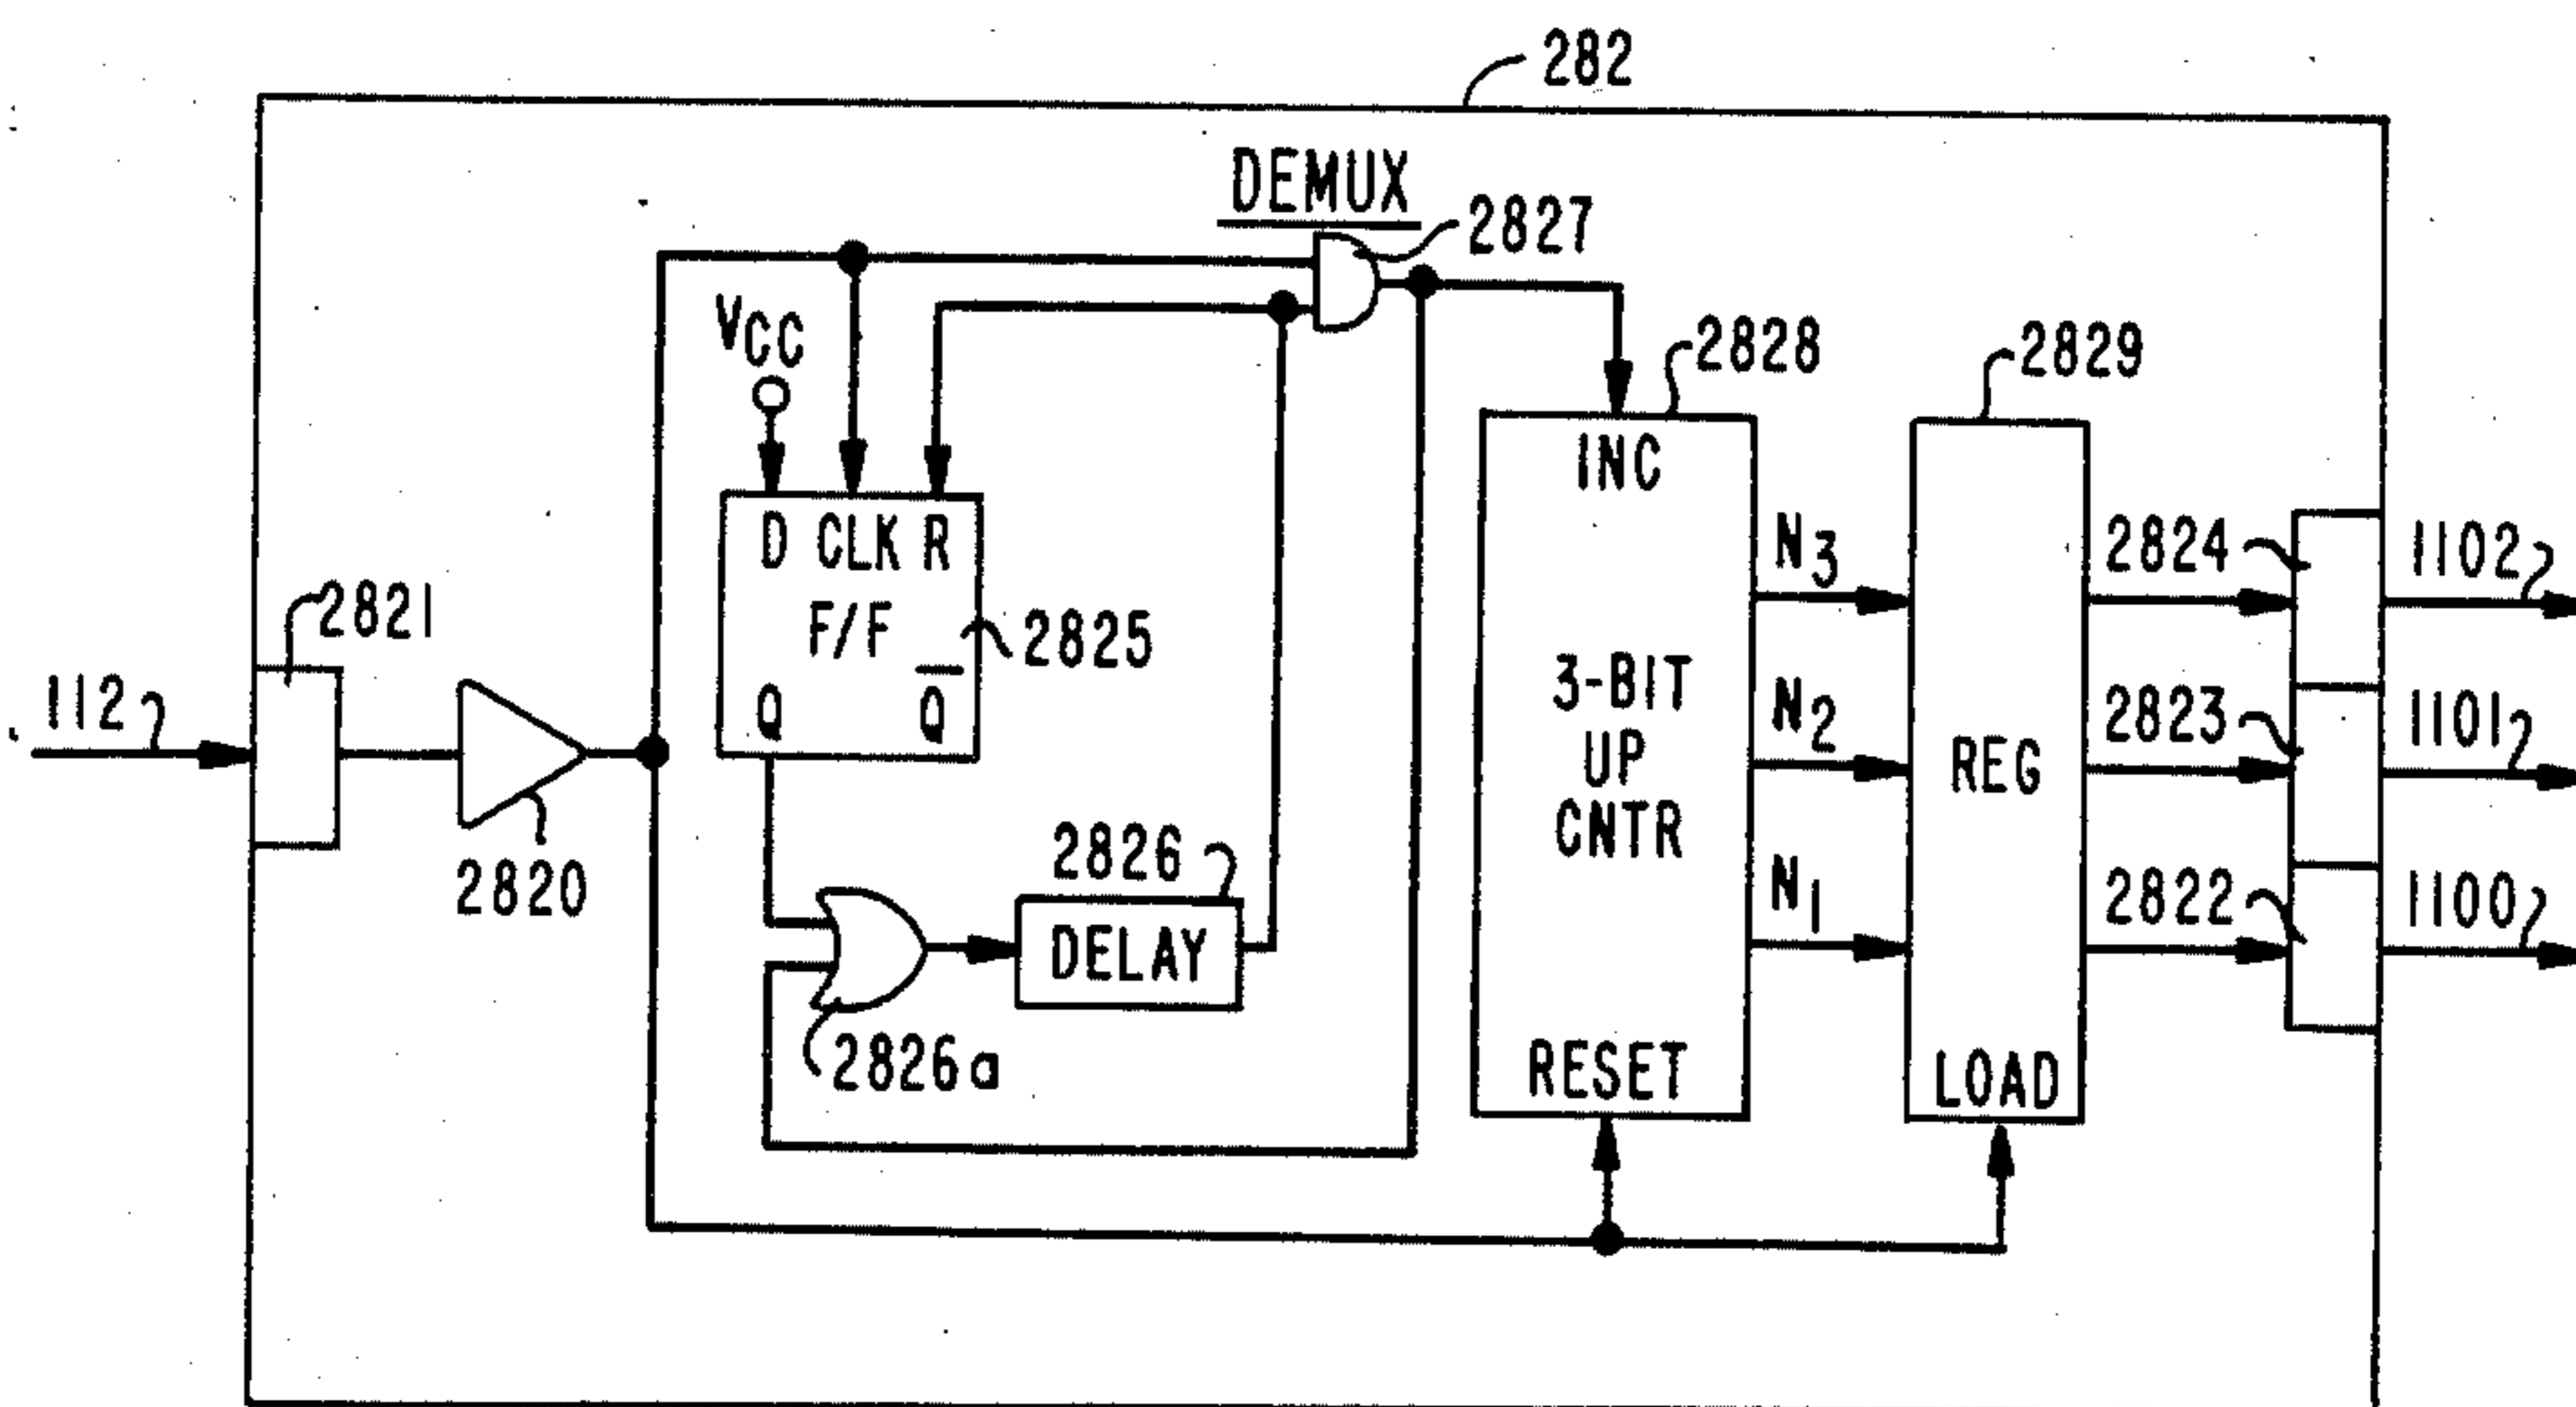 282
DEMUX
2827
VCC
2828
2829
INC
D CLK R
F/F
Q Q̅
2825
N3
2824
1102
2821
112
2820
3-BIT
UP
CNTR
N2
REG
2823
1101
2826
DELAY
2826a
N1
2822
1100
RESET
LOAD